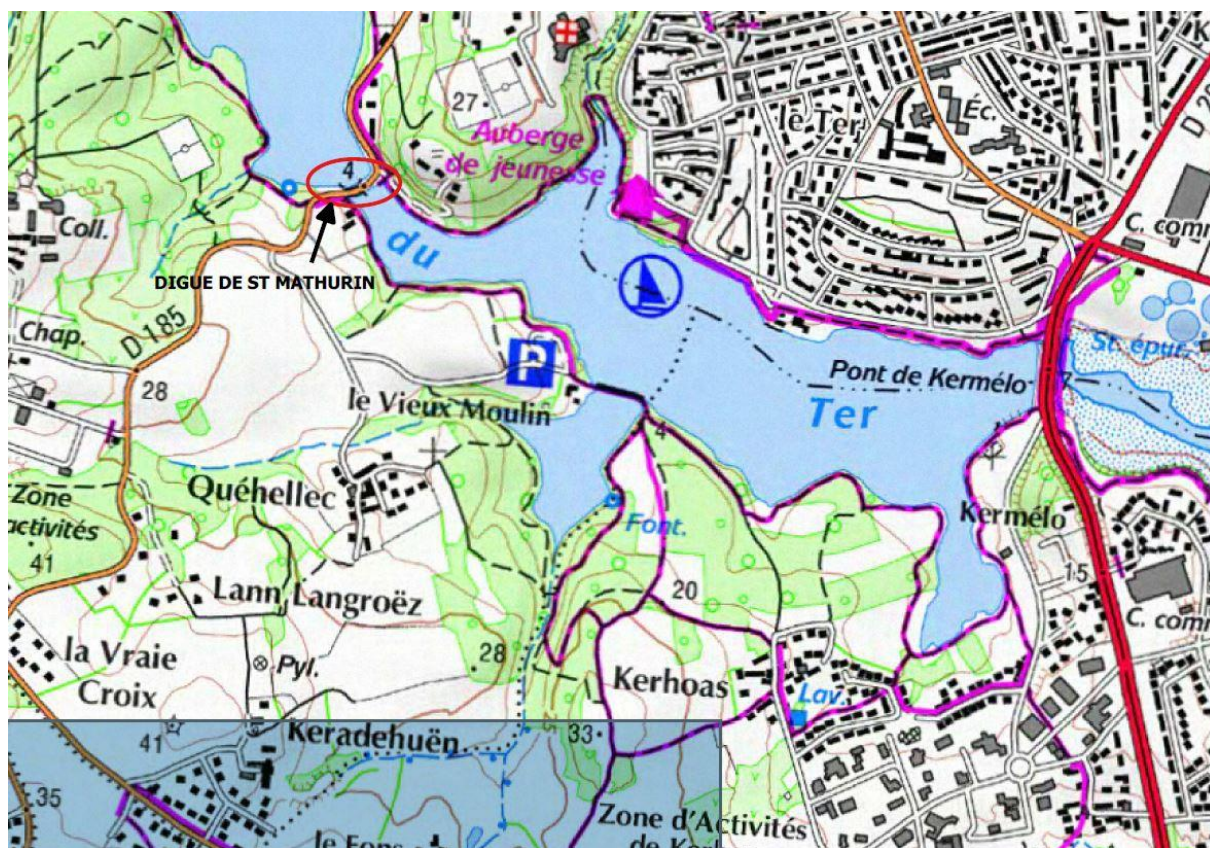 27
Auberge
de jeunesse
le Ter
Éc.
D
C. comm
4
Coll.
du
DIGUE DE ST MATHURIN
Chap.
D 185
28
P
le Vieux Moulin
Pont de Kermélo
7
St. épur.
Ter
4
Quéhellec
Zone
activités
41
Font.
Kermélo
15
20
C. comm
Lann Langroëz
la Vraie
Croix
Pyl.
28
Kerhoas
Lav.
41
Keradehuën
33
35
Zone d'Activités